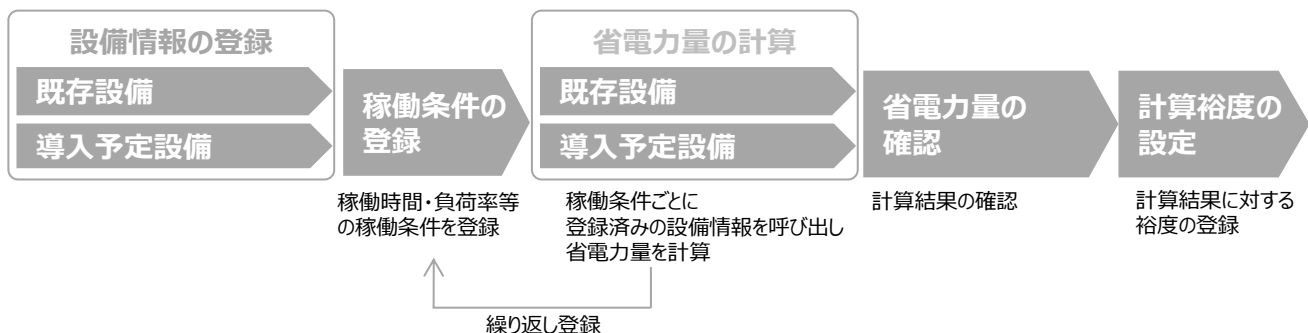 設備情報の登録
既存設備
導入予定設備
稼働条件の
登録
稼働時間・負荷率等
の稼働条件を登録
省電力量の計算
既存設備
導入予定設備
稼働条件ごとに
登録済みの設備情報を呼び出し
省電力量を計算
繰り返し登録
省電力量の
確認
計算結果の確認
計算裕度の
設定
計算結果に対する
裕度の登録